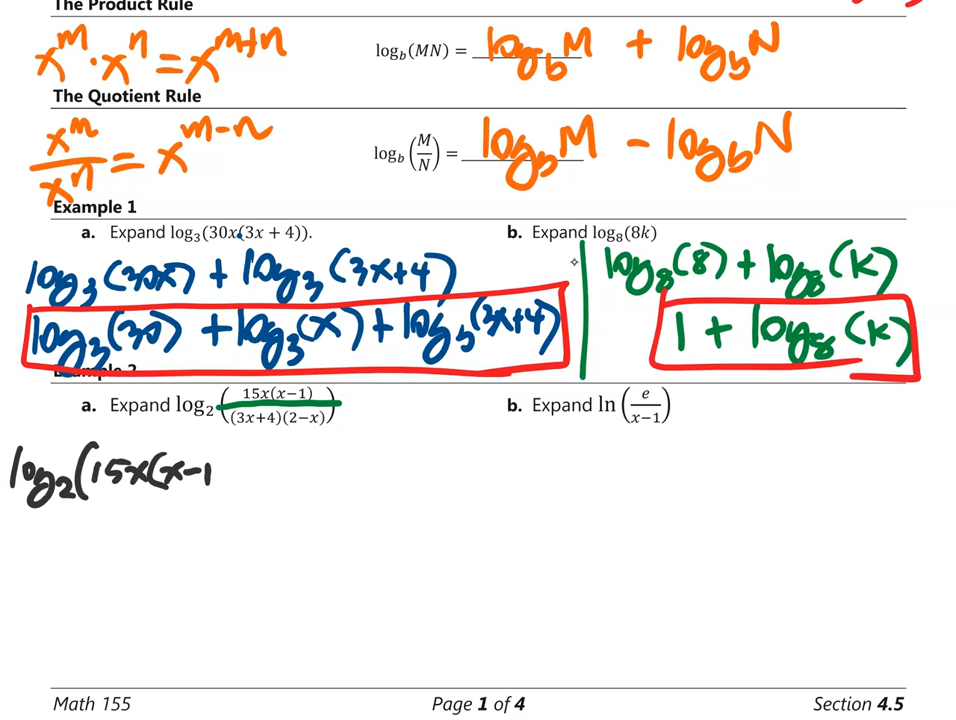 The Product Rule
x^m · x^n = x^(m+n) log_b(MN) = log_b M + log_b N
The Quotient Rule
x^m/x^n = x^(m−n) log_b(M/N) = log_b M − log_b N
Example 1
a. Expand log_3(30x(3x + 4)). b. Expand log_8(8k)
log_3(30x) + log_3(3x+4) log_8(8) + log_8(k)
log_3(30) + log_3(x) + log_3(3x+4) 1 + log_8(k)
Example 2
a. Expand log_2(15x(x−1)/(3x+4)(2−x)) b. Expand ln(e/(x−1))
log_2(15x(x-1
Math 155 Page 1 of 4 Section 4.5